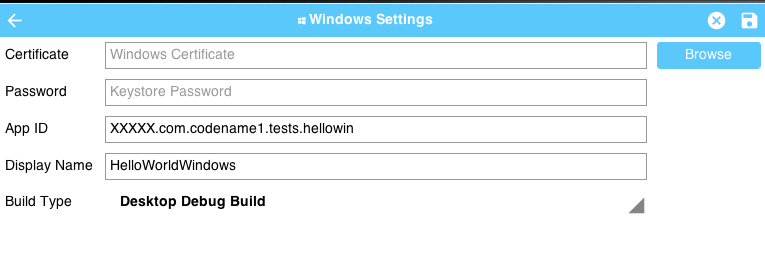 Windows Settings
Certificate Windows Certificate Browse
Password Keystore Password
App ID XXXXX.com.codename1.tests.hellowin
Display Name HelloWorldWindows
Build Type Desktop Debug Build